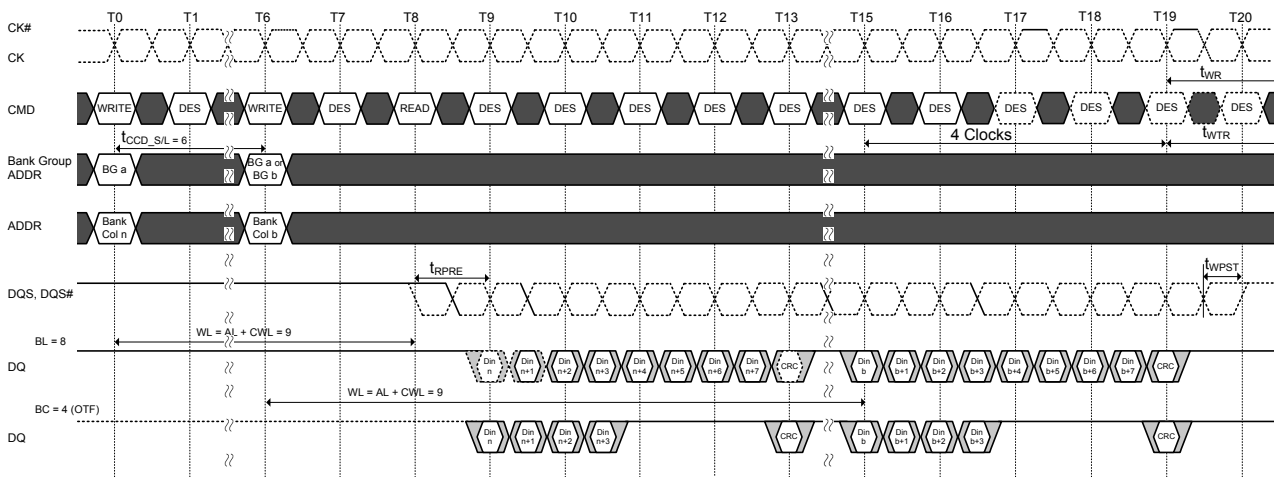 T0 T1 T6 T7 T8 T9 T10 T11 T12 T13 T15 T16 T17 T18 T19 T20
CK#
CK
tWR
CMD WRITE DES WRITE DES READ DES DES DES DES DES DES DES DES DES DES DES
tCCD_S/L = 6
4 Clocks
tWTR
Bank Group
ADDR
BG a
BG a or
BG b
ADDR
Bank
Col n
Bank
Col b
tRPRE
tWPST
DQS, DQS#
WL = AL + CWL = 9
BL = 8
DQ
Din
n
Din
n+1
Din
n+2
Din
n+3
Din
n+4
Din
n+5
Din
n+6
Din
n+7
CRC
Din
b
Din
b+1
Din
b+2
Din
b+3
Din
b+4
Din
b+5
Din
b+6
Din
b+7
CRC
WL = AL + CWL = 9
BC = 4 (OTF)
DQ
Din
n
Din
n+1
Din
n+2
Din
n+3
CRC
Din
b
Din
b+1
Din
b+2
Din
b+3
CRC